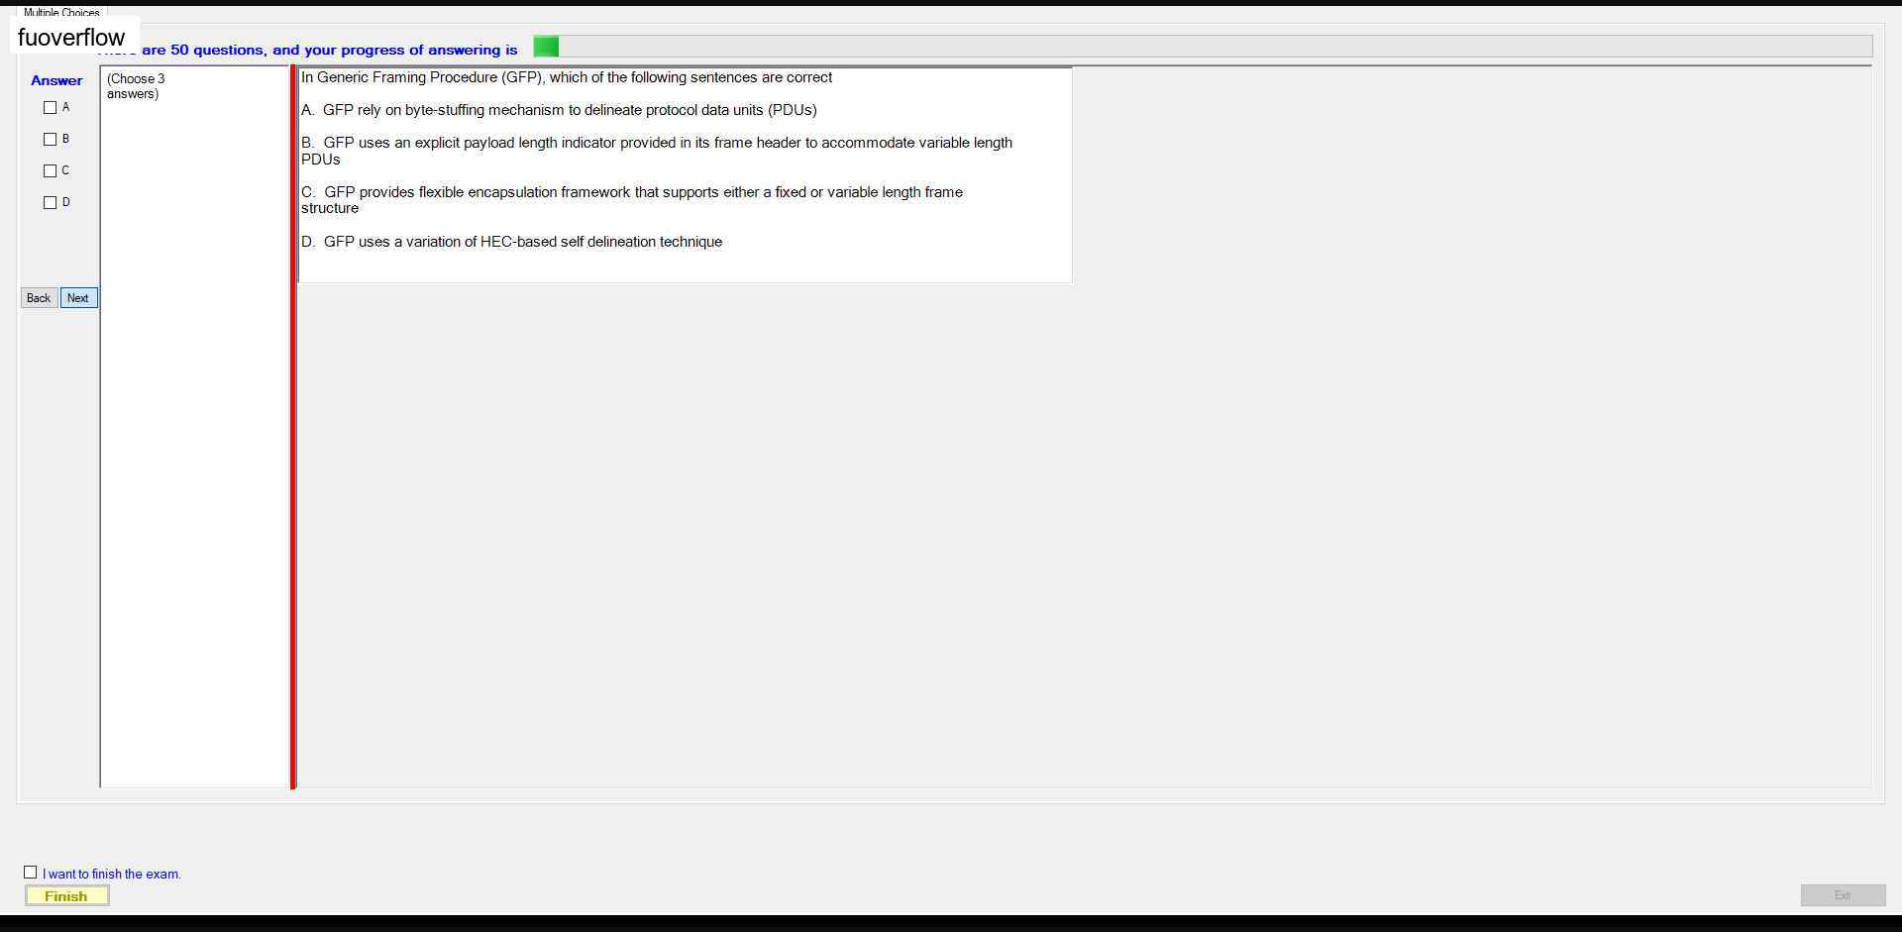 Multiple Choices
fuoverflow
are 50 questions, and your progress of answering is
Answer
(Choose 3
answers)
A
B
C
D
In Generic Framing Procedure (GFP), which of the following sentences are correct
A.  GFP rely on byte-stuffing mechanism to delineate protocol data units (PDUs)
B.  GFP uses an explicit payload length indicator provided in its frame header to accommodate variable length
PDUs
C.  GFP provides flexible encapsulation framework that supports either a fixed or variable length frame
structure
D.  GFP uses a variation of HEC-based self delineation technique
Back Next
I want to finish the exam.
Finish
Exit